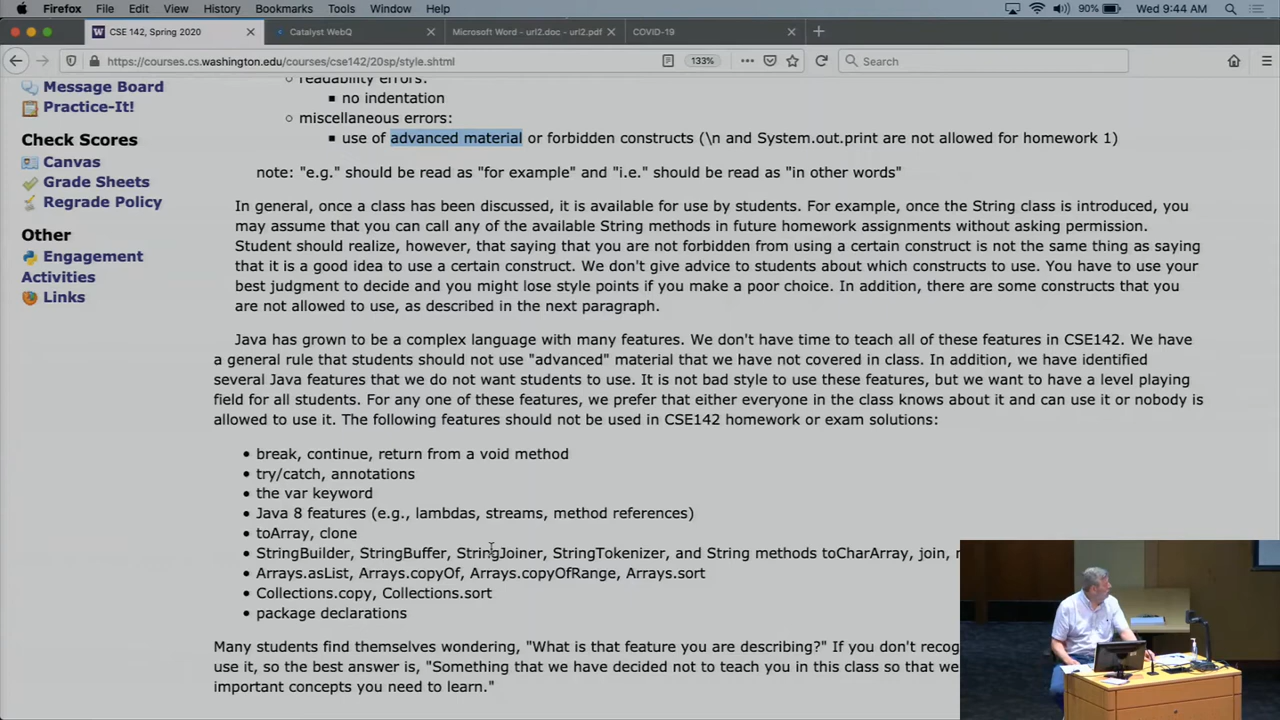 Firefox File Edit View History Bookmarks Tools Window Help 90% Wed 9:44 AM
CSE 142, Spring 2020 Catalyst WebQ Microsoft Word - url2.doc - url2.pdf COVID-19
https://courses.cs.washington.edu/courses/cse142/20sp/style.shtml 133% Search
Message Board
Practice-It!
Check Scores
Canvas
Grade Sheets
Regrade Policy
Other
Engagement
Activities
Links
readability errors:
no indentation
miscellaneous errors:
use of advanced material or forbidden constructs (\n and System.out.print are not allowed for homework 1)
note: "e.g." should be read as "for example" and "i.e." should be read as "in other words"
In general, once a class has been discussed, it is available for use by students. For example, once the String class is introduced, you
may assume that you can call any of the available String methods in future homework assignments without asking permission.
Student should realize, however, that saying that you are not forbidden from using a certain construct is not the same thing as saying
that it is a good idea to use a certain construct. We don't give advice to students about which constructs to use. You have to use your
best judgment to decide and you might lose style points if you make a poor choice. In addition, there are some constructs that you
are not allowed to use, as described in the next paragraph.
Java has grown to be a complex language with many features. We don't have time to teach all of these features in CSE142. We have
a general rule that students should not use "advanced" material that we have not covered in class. In addition, we have identified
several Java features that we do not want students to use. It is not bad style to use these features, but we want to have a level playing
field for all students. For any one of these features, we prefer that either everyone in the class knows about it and can use it or nobody is
allowed to use it. The following features should not be used in CSE142 homework or exam solutions:
break, continue, return from a void method
try/catch, annotations
the var keyword
Java 8 features (e.g., lambdas, streams, method references)
toArray, clone
StringBuilder, StringBuffer, StringJoiner, StringTokenizer, and String methods toCharArray, join,
Arrays.asList, Arrays.copyOf, Arrays.copyOfRange, Arrays.sort
Collections.copy, Collections.sort
package declarations
Many students find themselves wondering, "What is that feature you are describing?" If you don't
use it, so the best answer is, "Something that we have decided not to teach you in this class so that
important concepts you need to learn."